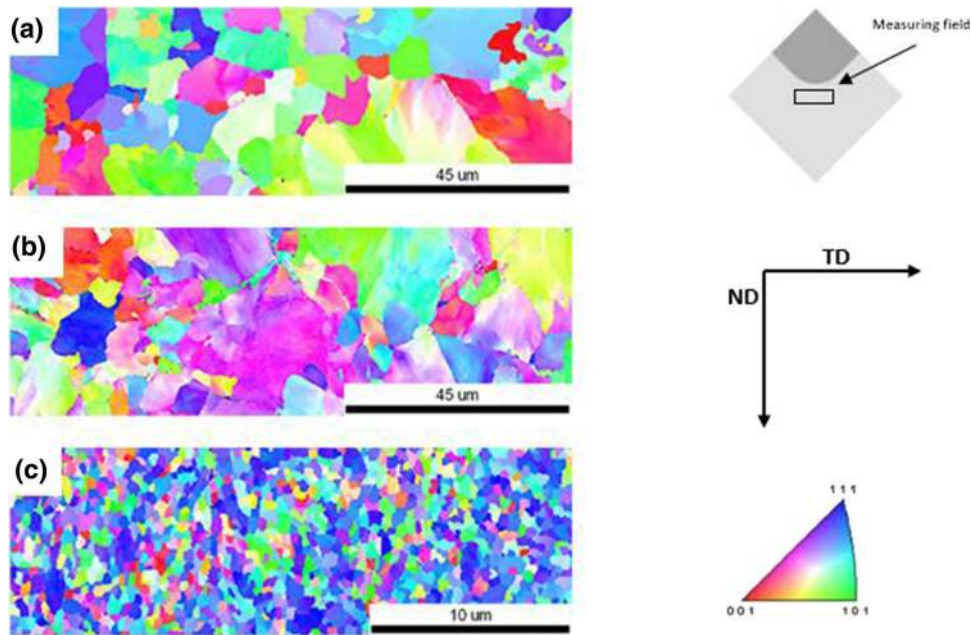 (a)
45 um
Measuring field
(b)
45 um
TD
ND
(c)
10 um
1 1 1
0 0 1
1 0 1